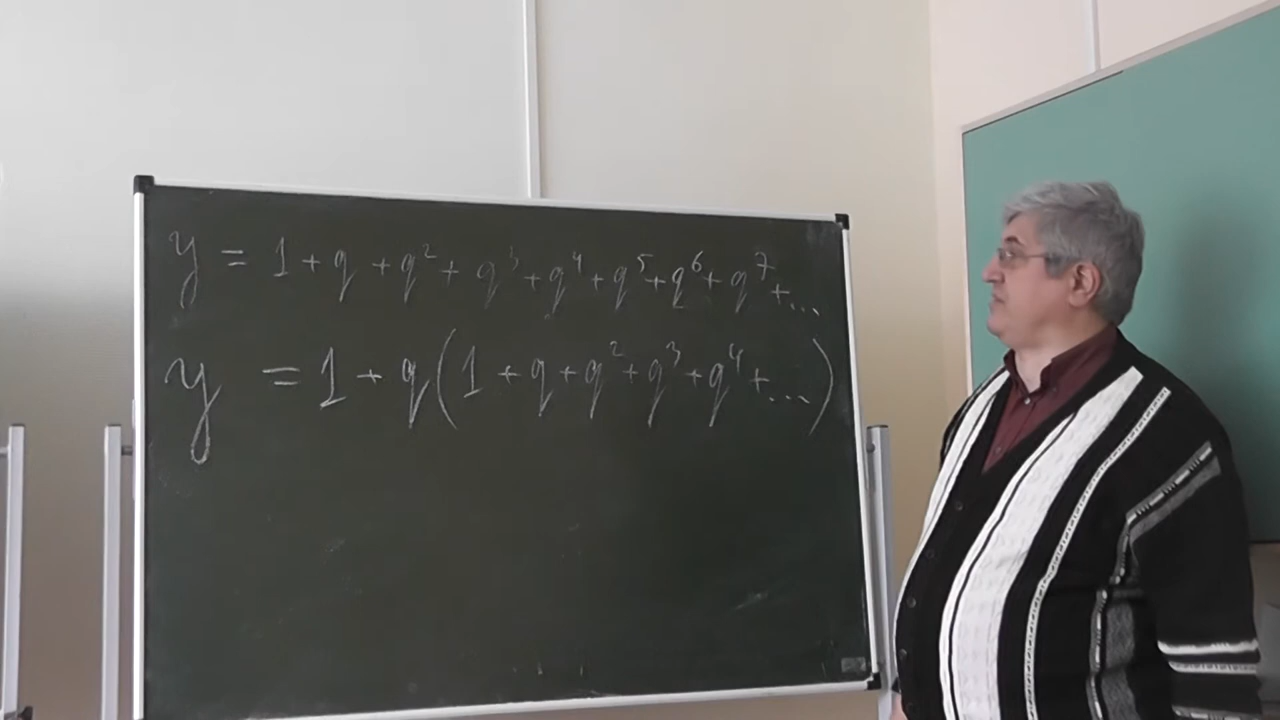 y = 1 + q + q² + q³ + q⁴ + q⁵ + q⁶ + q⁷ + ...
y = 1 + q(1 + q + q² + q³ + q⁴ + ...)